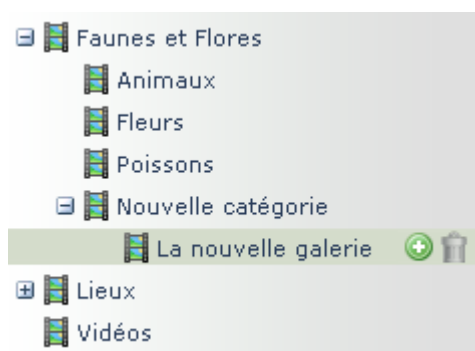 Faunes et Flores
Animaux
Fleurs
Poissons
Nouvelle catégorie
La nouvelle galerie
Lieux
Vidéos